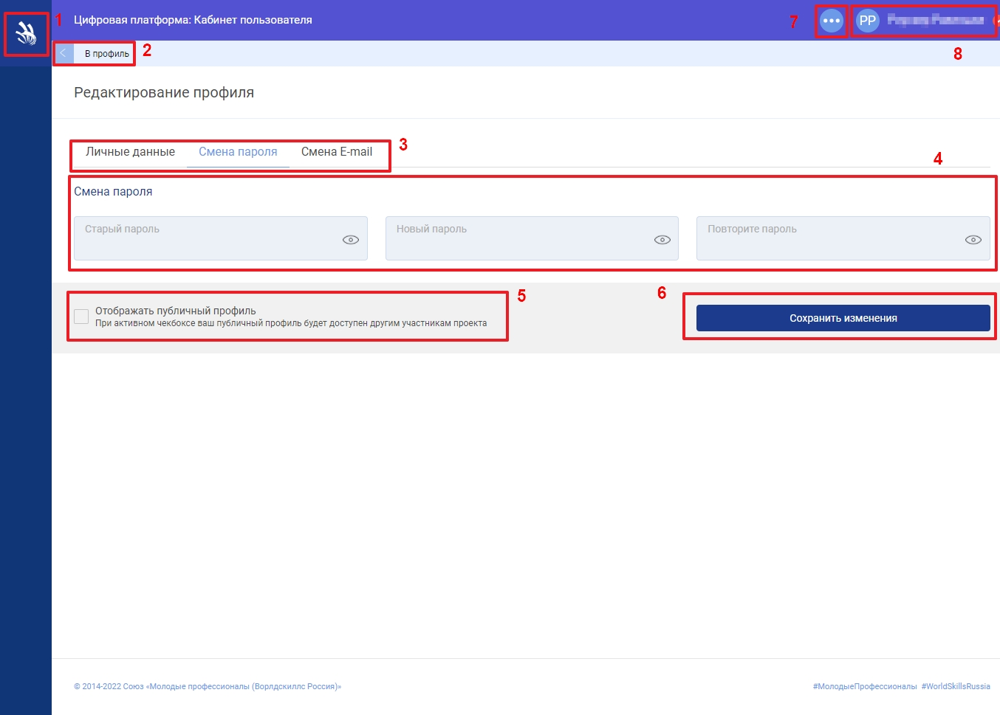 1
Цифровая платформа: Кабинет пользователя
7
PP
В профиль
2
8
Редактирование профиля
Личные данные
Смена пароля
Смена E-mail
3
4
Смена пароля
Старый пароль
Новый пароль
Повторите пароль
5
6
Отображать публичный профиль
При активном чекбоксе ваш публичный профиль будет доступен другим участникам проекта
Сохранить изменения
© 2014-2022 Союз «Молодые профессионалы (Ворлдскиллс Россия)»
#МолодыеПрофессионалы #WorldSkillsRussia